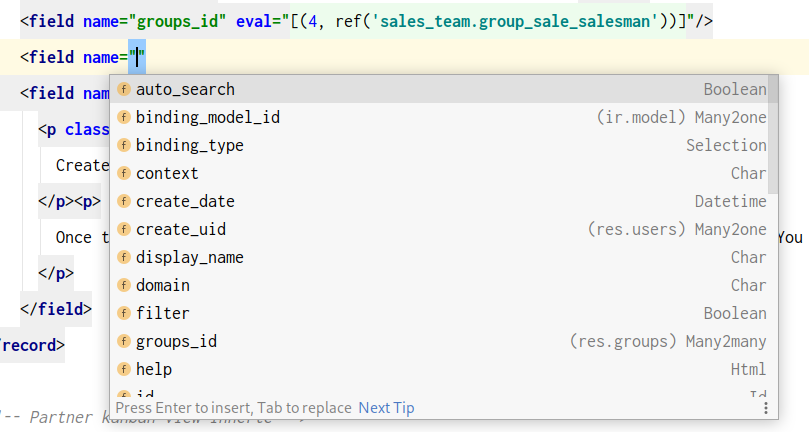 <field name="groups_id" eval="[(4, ref('sales_team.group_sale_salesman'))]"/>
<field name=""
<field nam
<p class
Create
</p><p>
Once t
You
</p>
</field>
record>
auto_search Boolean
binding_model_id (ir.model) Many2one
binding_type Selection
context Char
create_date Datetime
create_uid (res.users) Many2one
display_name Char
domain Char
filter Boolean
groups_id (res.groups) Many2many
help Html
id Id
Press Enter to insert, Tab to replace Next Tip
-- Partner kanban view inherit